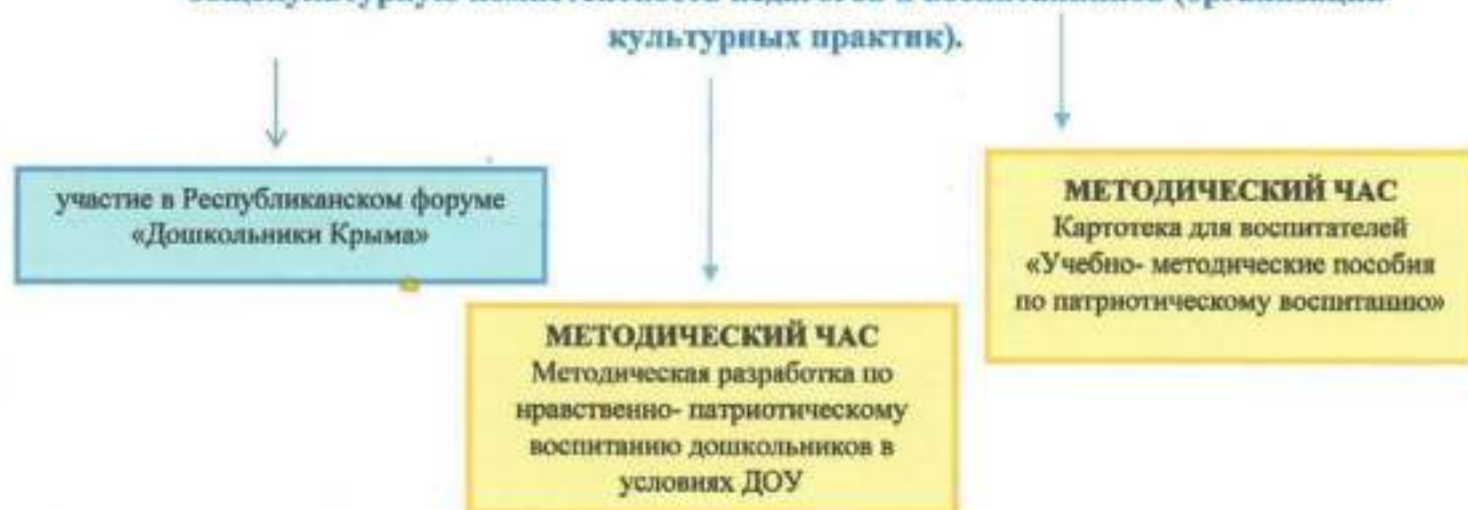 культурных практик).
участие в Республиканском форуме
«Дошкольники Крыма»
МЕТОДИЧЕСКИЙ ЧАС
Методическая разработка по
нравственно- патриотическому
воспитанию дошкольников в
условиях ДОУ
МЕТОДИЧЕСКИЙ ЧАС
Картотека для воспитателей
«Учебно- методические пособия
по патриотическому воспитанию»